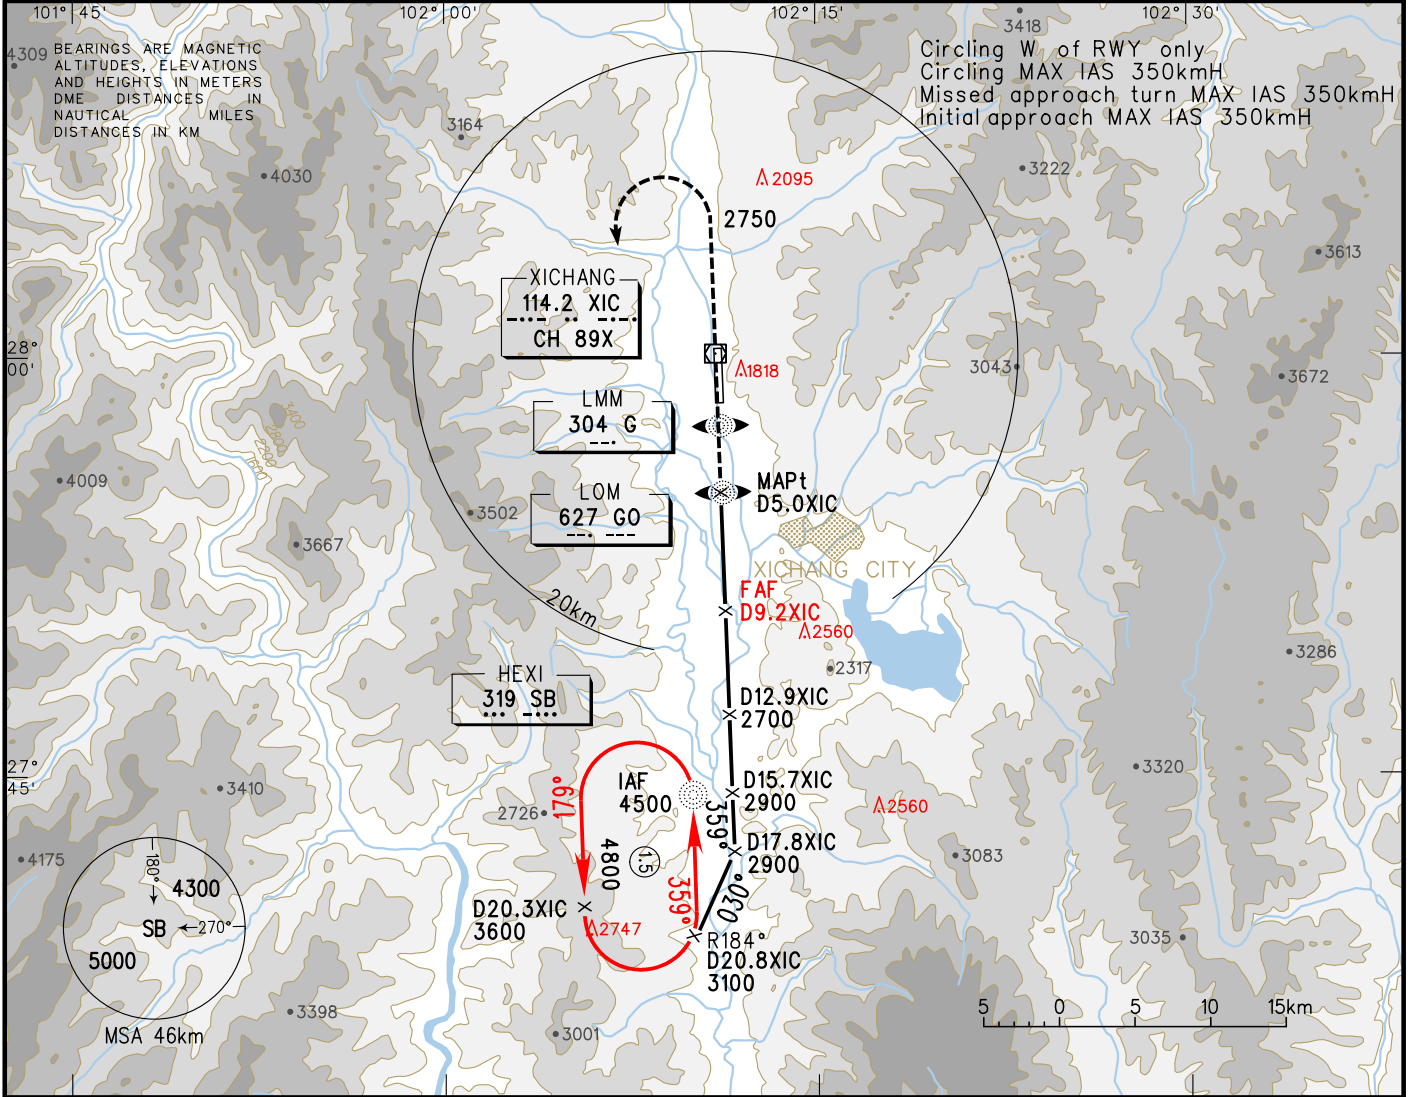 101° 45'
102° 00'
102° 15'
102° 30'
BEARINGS ARE MAGNETIC
ALTITUDES, ELEVATIONS
AND HEIGHTS IN METERS
DME DISTANCES IN
NAUTICAL MILES
DISTANCES IN KM
Circling W of RWY only
Circling MAX IAS 350kmH
Missed approach turn MAX IAS 350kmH
Initial approach MAX IAS 350kmH
3418
4309
3164
4030
2095
3222
2750
3613
XICHANG
114.2 XIC
CH 89X
28°
00'
1818
3043
3672
LMM
304 G
3400
2800
2200
1600
4009
MAPt
D5.0XIC
LOM
627 GO
3502
3667
XICHANG CITY
FAF
D9.2XIC
20km
2560
2317
3286
HEXI
319 SB
D12.9XIC
2700
27°
45'
3410
2726
179°
IAF
4500
359°
D15.7XIC
2900
2560
3320
4800
1.5
D17.8XIC
2900
3083
4175
180°
4300
SB
270°
5000
MSA 46km
359°
030°
D20.3XIC
3600
2747
R184°
D20.8XIC
3100
3035
3398
3001
5 0 5 10 15km